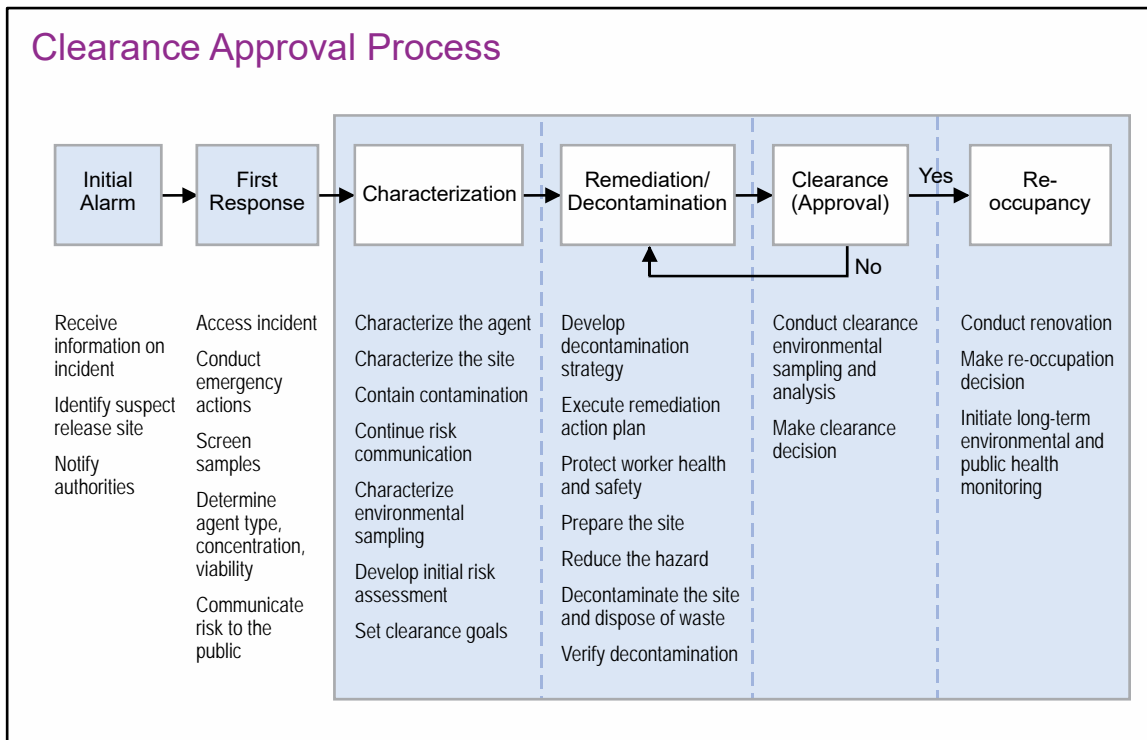 Clearance Approval Process
Initial
Alarm
First
Response
Characterization
Remediation/
Decontamination
Clearance
(Approval)
Yes
Re-
occupancy
No
Receive
information on
incident
Identify suspect
release site
Notify
authorities
Access incident
Conduct
emergency
actions
Screen
samples
Determine
agent type,
concentration,
viability
Communicate
risk to the
public
Characterize the agent
Characterize the site
Contain contamination
Continue risk
communication
Characterize
environmental
sampling
Develop initial risk
assessment
Set clearance goals
Develop
decontamination
strategy
Execute remediation
action plan
Protect worker health
and safety
Prepare the site
Reduce the hazard
Decontaminate the site
and dispose of waste
Verify decontamination
Conduct clearance
environmental
sampling and
analysis
Make clearance
decision
Conduct renovation
Make re-occupation
decision
Initiate long-term
environmental and
public health
monitoring